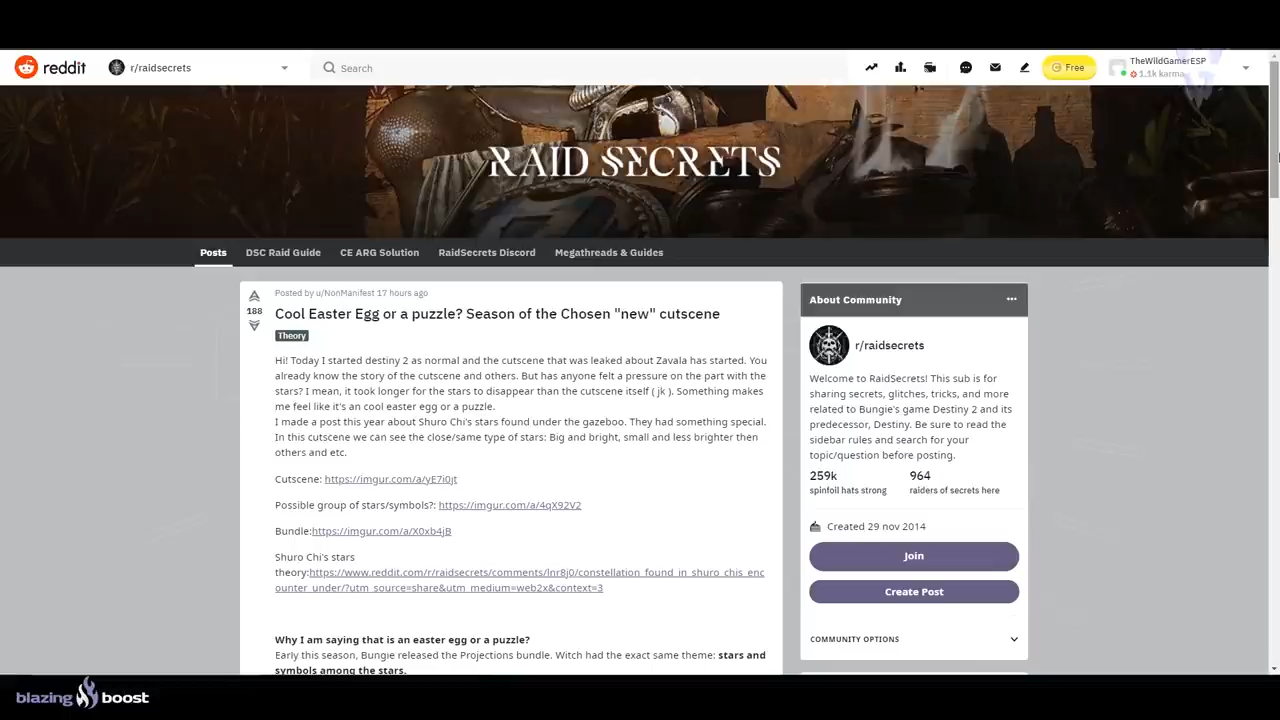 reddit
r/raidsecrets
Search
Free
TheWildGamerESP
1.1k karma
RAID SECRETS
Posts
DSC Raid Guide
CE ARG Solution
RaidSecrets Discord
Megathreads & Guides
188
Posted by u/NonManifest 17 hours ago
Cool Easter Egg or a puzzle? Season of the Chosen "new" cutscene
Theory
Hi! Today I started destiny 2 as normal and the cutscene that was leaked about Zavala has started. You
already know the story of the cutscene and others. But has anyone felt a pressure on the part with the
stars? I mean, it took longer for the stars to disappear than the cutscene itself ( jk ). Something makes
me feel like it's an cool easter egg or a puzzle.
I made a post this year about Shuro Chi's stars found under the gazeboo. They had something special.
In this cutscene we can see the close/same type of stars: Big and bright, small and less brighter then
others and etc.
Cutscene: https://imgur.com/a/yE7i0jt
Possible group of stars/symbols?: https://imgur.com/a/4qX92V2
Bundle:https://imgur.com/a/X0xb4jB
Shuro Chi's stars
theory:https://www.reddit.com/r/raidsecrets/comments/lnr8j0/constellation_found_in_shuro_chis_enc
ounter_under/?utm_source=share&utm_medium=web2x&context=3
Why I am saying that is an easter egg or a puzzle?
Early this season, Bungie released the Projections bundle. Witch had the exact same theme: stars and
symbols among the stars.
About Community
r/raidsecrets
Welcome to RaidSecrets! This sub is for
sharing secrets, glitches, tricks, and more
related to Bungie's game Destiny 2 and its
predecessor, Destiny. Be sure to read the
sidebar rules and search for your
topic/question before posting.
259k
964
spinfoil hats strong
raiders of secrets here
Created 29 nov 2014
Join
Create Post
COMMUNITY OPTIONS
blazing boost